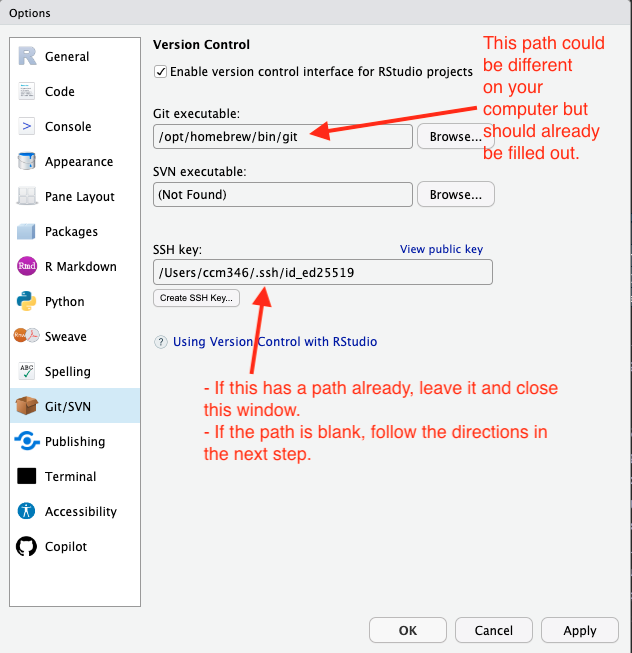 Options
R General
Code
Console
Appearance
Pane Layout
Packages
Rmd R Markdown
Python
Sweave
ABC Spelling
Git/SVN
Publishing
Terminal
Accessibility
Copilot
Version Control
Enable version control interface for RStudio projects
Git executable:
/opt/homebrew/bin/git
Browse...
SVN executable:
(Not Found)
Browse...
SSH key:
View public key
/Users/ccm346/.ssh/id_ed25519
Create SSH Key...
? Using Version Control with RStudio
This path could
be different
on your
computer but
should already
be filled out.
- If this has a path already, leave it and close
this window.
- If the path is blank, follow the directions in
the next step.
OK
Cancel
Apply